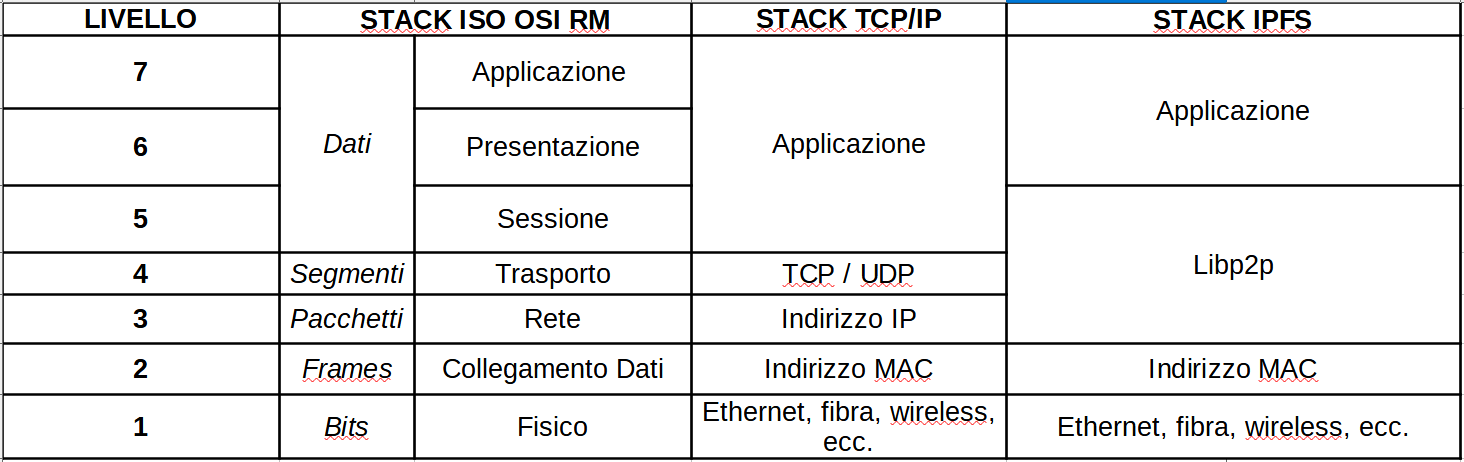 LIVELLO STACK ISO OSI RM STACK TCP/IP STACK IPFS
7 Applicazione
Applicazione
6 Dati Presentazione Applicazione
5 Sessione
Libp2p
4 Segmenti Trasporto TCP / UDP
3 Pacchetti Rete Indirizzo IP
2 Frames Collegamento Dati Indirizzo MAC Indirizzo MAC
1 Bits Fisico Ethernet, fibra, wireless, ecc. Ethernet, fibra, wireless, ecc.